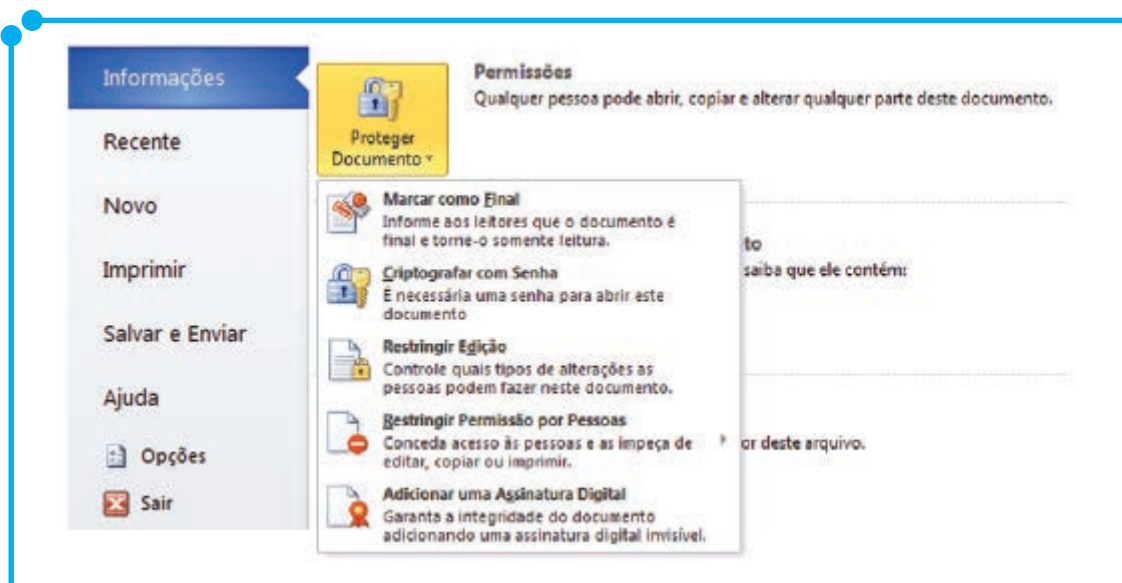 Informações
Recente
Novo
Imprimir
Salvar e Enviar
Ajuda
Opções
Sair
Proteger
Documento
Permissões
Qualquer pessoa pode abrir, copiar e alterar qualquer parte deste documento.
Marcar como Final
Informe aos leitores que o documento é
final e torne-o somente leitura.
Criptografar com Senha
É necessária uma senha para abrir este
documento
Restringir Edição
Controle quais tipos de alterações as
pessoas podem fazer neste documento.
Restringir Permissão por Pessoas
Conceda acesso às pessoas e as impeça de
editar, copiar ou imprimir.
Adicionar uma Assinatura Digital
Garanta a integridade do documento
adicionando uma assinatura digital invisível.
to
saiba que ele contém:
or deste arquivo.